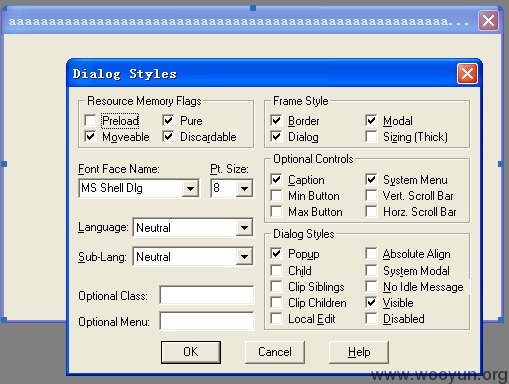 aaaaaaaaaaaaaaaaaaaaaaaaaaaaaaaaaaaaaaaaaaaaaaaaaaaaaaa...
Dialog Styles
Resource Memory Flags
Preload
Pure
Moveable
Discardable
Frame Style
Border
Modal
Dialog
Sizing (Thick)
Font Face Name:
Pt. Size:
MS Shell Dlg
8
Optional Controls
Caption
System Menu
Min Button
Vert. Scroll Bar
Max Button
Horz. Scroll Bar
Language:
Neutral
Sub-Lang:
Neutral
Dialog Styles
Popup
Absolute Align
Child
System Modal
Clip Siblings
No Idle Message
Clip Children
Visible
Local Edit
Disabled
Optional Class:
Optional Menu:
OK
Cancel
Help
www.wooyun.org